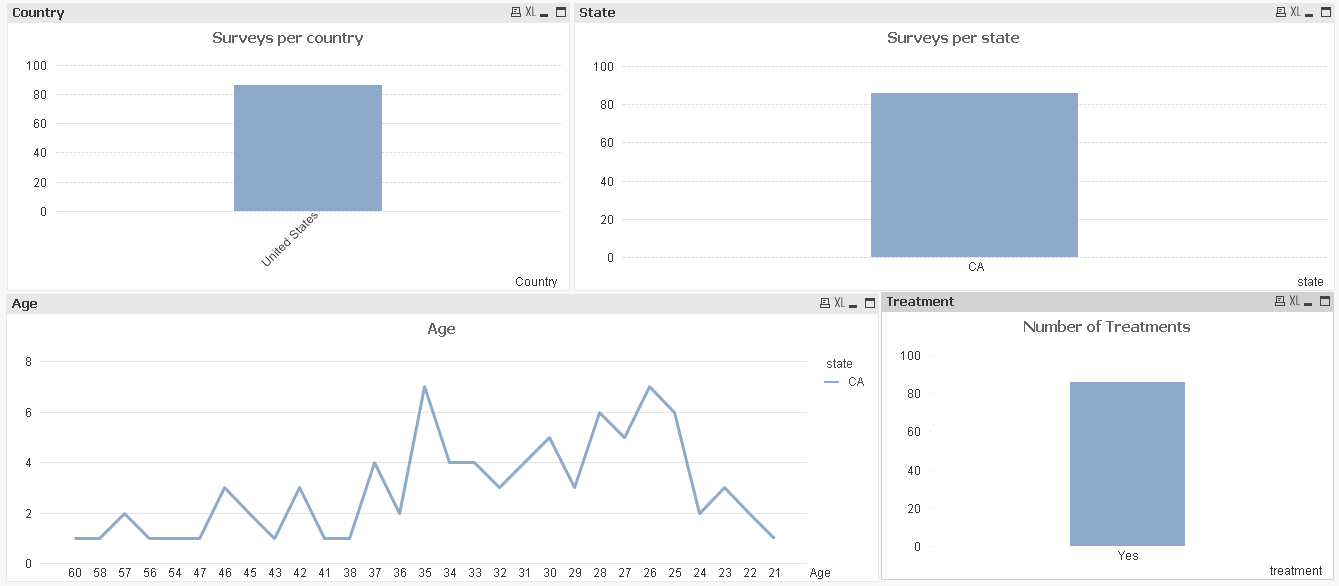 Country XL
Surveys per country
100
80
60
40
20
0
United States
Country
State XL
Surveys per state
100
80
60
40
20
0
CA
state
Age XL
Age
8
6
4
2
0
60 58 57 56 54 47 46 45 43 42 41 38 37 36 35 34 33 32 31 30 29 28 27 26 25 24 23 22 21 Age
state
CA
Treatment XL
Number of Treatments
100
80
60
40
20
0
Yes
treatment